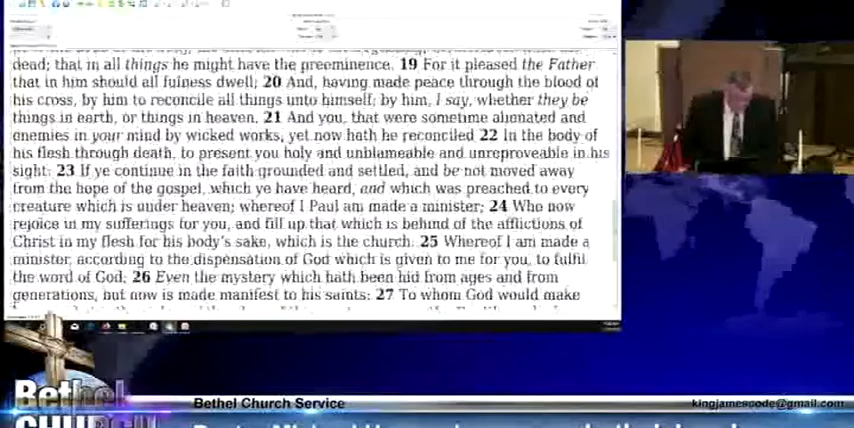 dead; that in all things he might have the preeminence. 19 For it pleased the Father
that in him should all fulness dwell; 20 And, having made peace through the blood of
his cross, by him to reconcile all things unto himself; by him, I say, whether they be
things in earth, or things in heaven. 21 And you, that were sometime alienated and
enemies in your mind by wicked works, yet now hath he reconciled 22 In the body of
his flesh through death, to present you holy and unblameable and unreproveable in his
sight: 23 If ye continue in the faith grounded and settled, and be not moved away
from the hope of the gospel, which ye have heard, and which was preached to every
creature which is under heaven; whereof I Paul am made a minister; 24 Who now
rejoice in my sufferings for you, and fill up that which is behind of the afflictions of
Christ in my flesh for his body's sake, which is the church: 25 Whereof I am made a
minister, according to the dispensation of God which is given to me for you, to fulfil
the word of God; 26 Even the mystery which hath been hid from ages and from
generations, but now is made manifest to his saints: 27 To whom God would make
Bethel
CHURCH
Bethel Church Service
kingjamescode@gmail.com